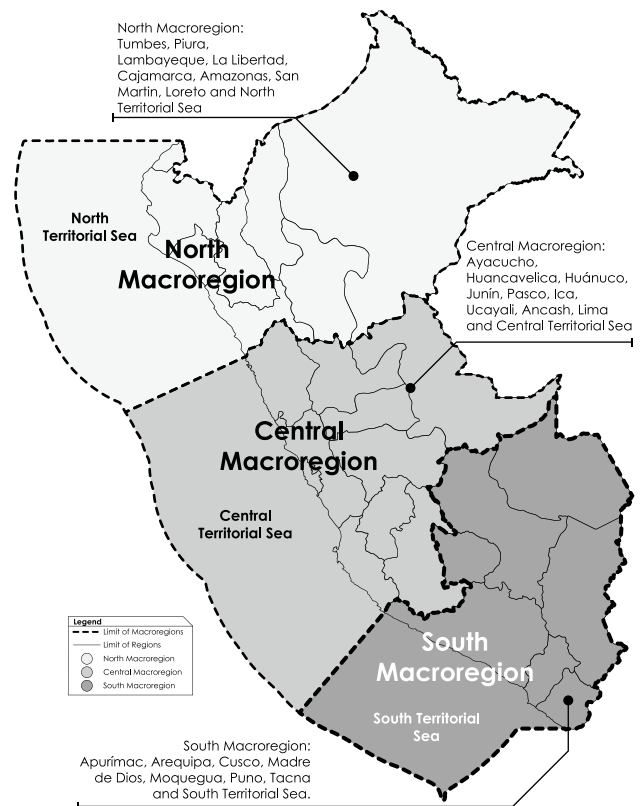 North Macroregion:
Tumbes, Piura,
Lambayeque, La Libertad,
Cajamarca, Amazonas, San
Martin, Loreto and North
Territorial Sea
North
Territorial Sea
North
Macroregion
Central Macroregion:
Ayacucho,
Huancavelica, Huánuco,
Junín, Pasco, Ica,
Ucayali, Ancash, Lima
and Central Territorial Sea
Central
Macroregion
Central
Territorial Sea
Legend
Limit of Macroregions
Limit of Regions
North Macroregion
Central Macroregion
South Macroregion
South
Macroregion
South Territorial
Sea
South Macroregion:
Apurímac, Arequipa, Cusco, Madre
de Dios, Moquegua, Puno, Tacna
and South Territorial Sea.